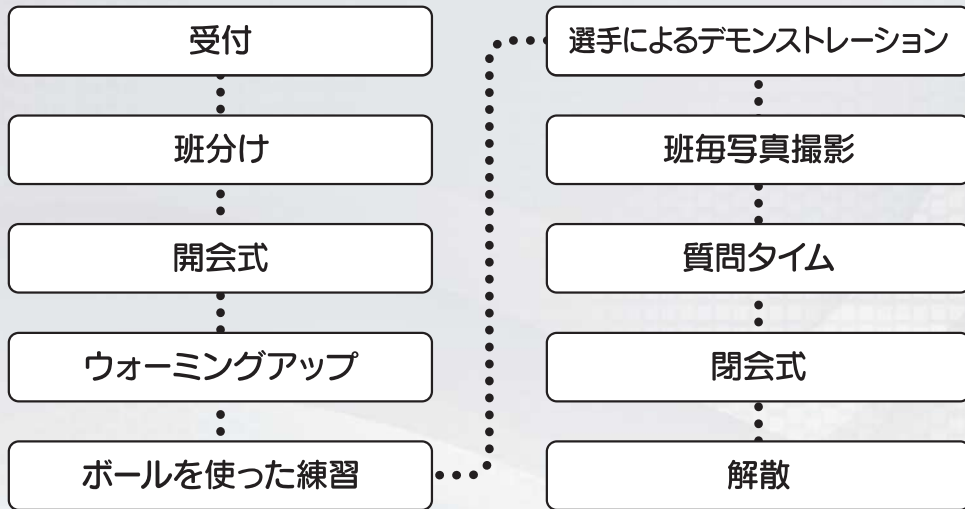 受付
班分け
開会式
ウォーミングアップ
ボールを使った練習
選手によるデモンストレーション
班毎写真撮影
質問タイム
閉会式
解散